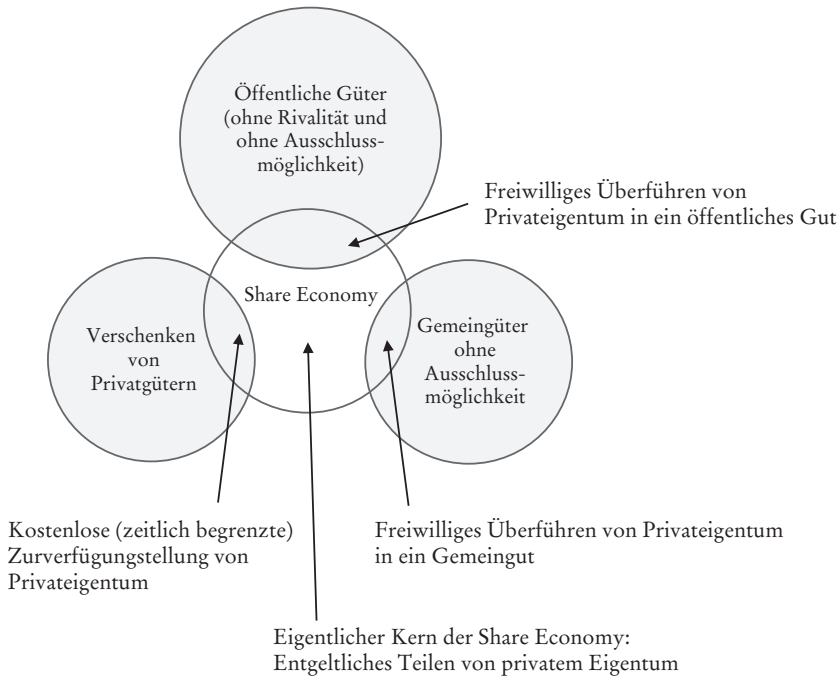 Öffentliche Güter
(ohne Rivalität und
ohne Ausschluss-
möglichkeit)
Freiwilliges Überführen von
Privateigentum in ein öffentliches Gut
Share Economy
Verschenken
von
Privatgütern
Gemeingüter
ohne
Ausschluss-
möglichkeit
Kostenlose (zeitlich begrenzte)
Zurverfügungstellung von
Privateigentum
Freiwilliges Überführen von Privateigentum
in ein Gemeingut
Eigentlicher Kern der Share Economy:
Entgeltliches Teilen von privatem Eigentum